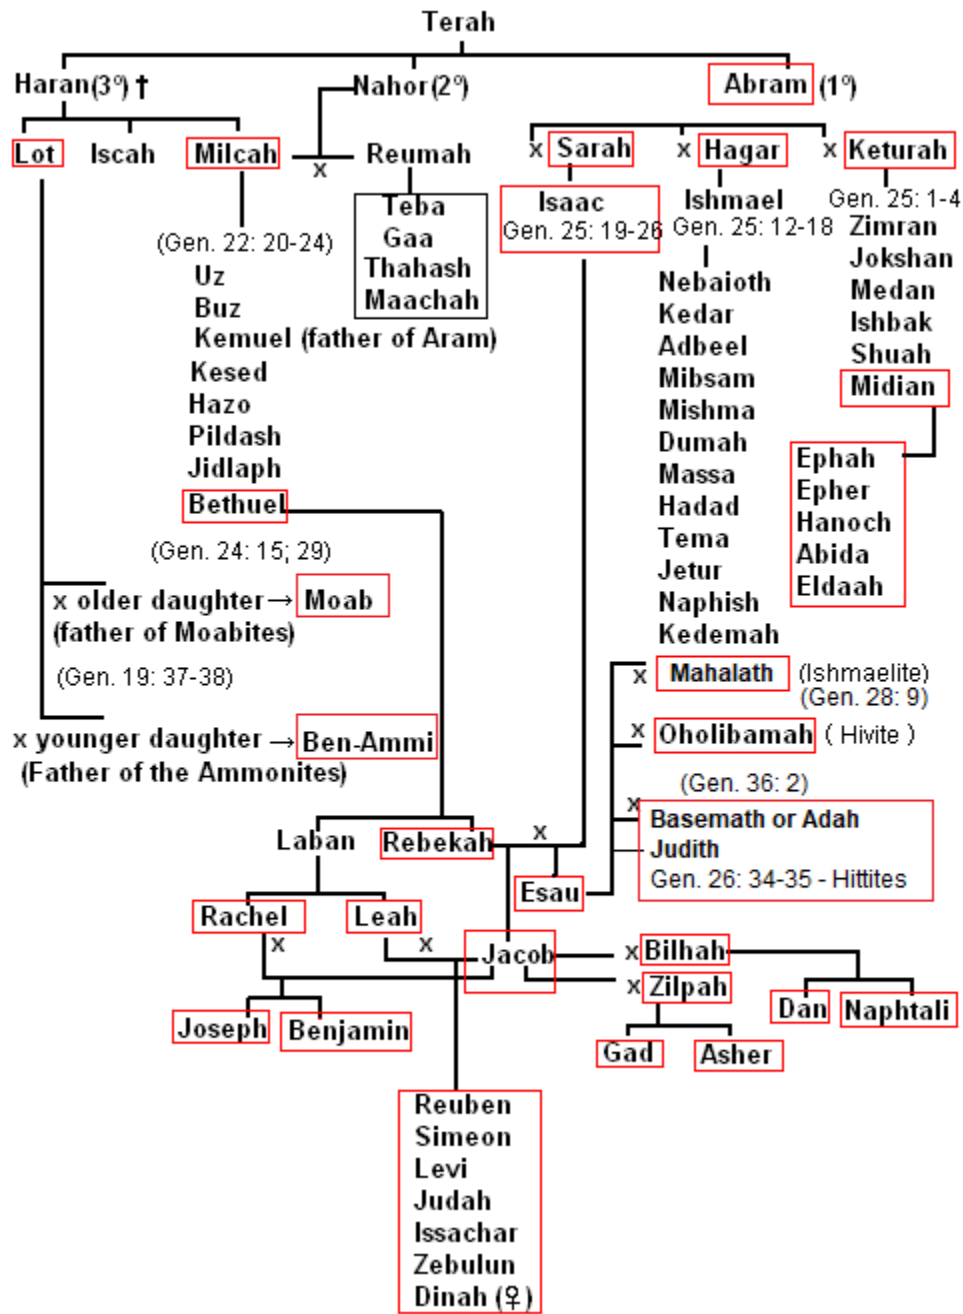 Terah
Haran(3º) † Nahor(2º) Abram (1º)
Lot Iscah Milcah x Reumah x Sarah x Hagar x Keturah
Teba
Gaa
Thahash
Maachah
Isaac
Gen. 25: 19-26
Ishmael
Gen. 25: 12-18
Gen. 25: 1-4
Zimran
Jokshan
Medan
Ishbak
Shuah
Midian
(Gen. 22: 20-24)
Uz
Buz
Kemuel (father of Aram)
Kesed
Hazo
Pildash
Jidlaph
Bethuel
(Gen. 24: 15; 29)
Nebaioth
Kedar
Adbeel
Mibsam
Mishma
Dumah
Massa
Hadad
Tema
Jetur
Naphish
Kedemah
Ephah
Epher
Hanoch
Abida
Eldaah
x older daughter → Moab
(father of Moabites)
(Gen. 19: 37-38)
x younger daughter → Ben-Ammi
(Father of the Ammonites)
x Mahalath (Ishmaelite)
(Gen. 28: 9)
x Oholibamah ( Hivite )
(Gen. 36: 2)
x
Basemath or Adah
Judith
Gen. 26: 34-35 - Hittites
Laban Rebekah x
Esau
Rachel Leah
x x Jacob x Bilhah
x Zilpah
Joseph Benjamin
Dan Naphtali
Gad Asher
Reuben
Simeon
Levi
Judah
Issachar
Zebulun
Dinah (♀)